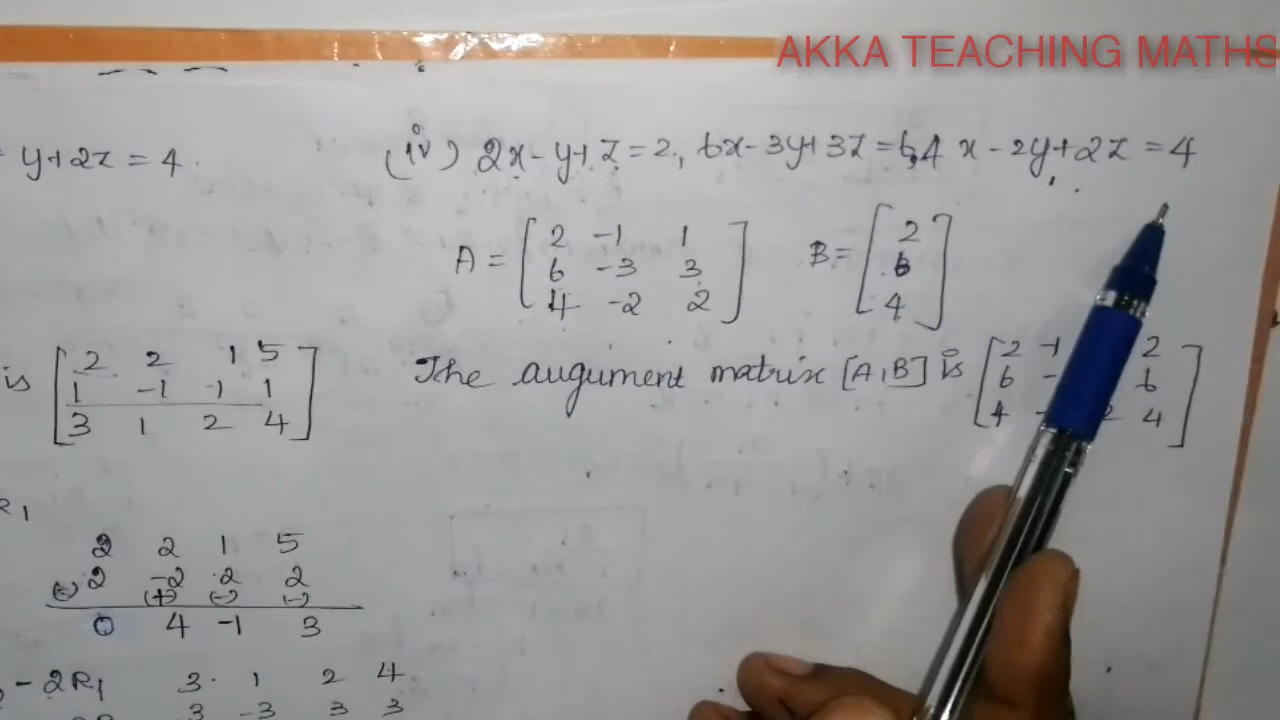 AKKA TEACHING MATHS
y+2z = 4.
(iv) 2x-y+z=2, 6x-3y+3z=6, 4x-2y+2z=4
A = [2 -1 1
6 -3 3
4 -2 2]
B = [2
6
4]
is [2 2 1 5
1 -1 1 1
3 1 2 4]
The augument matrix [A,B] is [2 -1 2
6 - 6
4 - 2 4]
R1
2 2 1 5
(-)2 -2 2 2
(+) (-) (-)
0 4 -1 3
-2R1 3 1 2 4
3 -3 3 3